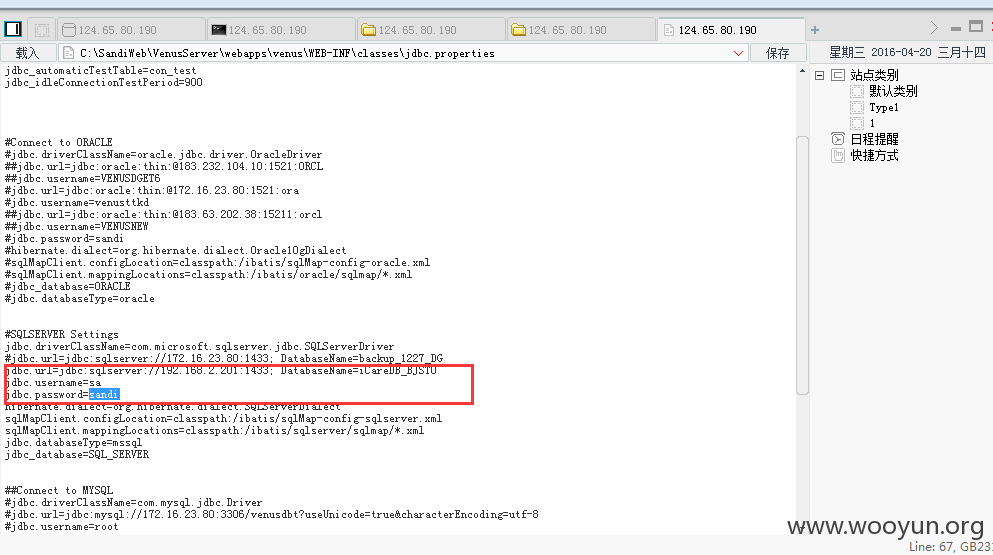 124.65.80.190
124.65.80.190
124.65.80.190
124.65.80.190
124.65.80.190
载入
C:\SandiWeb\VenusServer\webapps\venus\WEB-INF\classes\jdbc.properties
保存
星期三 2016-04-20 三月十四
jdbc_automaticTestTable=con_test
jdbc_idleConnectionTestPeriod=900
#Connect to ORACLE
#jdbc.driverClassName=oracle.jdbc.driver.OracleDriver
##jdbc.url=jdbc:oracle:thin:@183.232.104.10:1521:ORCL
##jdbc.username=VENUSDGET6
#jdbc.url=jdbc:oracle:thin:@172.16.23.80:1521:ora
#jdbc.username=venusttkd
##jdbc.url=jdbc:oracle:thin:@183.63.202.38:15211:orcl
##jdbc.username=VENUSNEW
#jdbc.password=sandi
#hibernate.dialect=org.hibernate.dialect.Oracle10gDialect
#sqlMapClient.configLocation=classpath:/ibatis/sqlMap-config-oracle.xml
#sqlMapClient.mappingLocations=classpath:/ibatis/oracle/sqlmap/*.xml
#jdbc_database=ORACLE
#jdbc.databaseType=oracle
#SQLSERVER Settings
jdbc.driverClassName=com.microsoft.sqlserver.jdbc.SQLServerDriver
#jdbc.url=jdbc:sqlserver://172.16.23.80:1433; DatabaseName=backup_1227_DG
jdbc.url=jdbc:sqlserver://192.168.2.201:1433; DatabaseName=iCareDB_BJSTO
jdbc.username=sa
jdbc.password=sandi
hibernate.dialect=org.hibernate.dialect.SQLServerDialect
sqlMapClient.configLocation=classpath:/ibatis/sqlMap-config-sqlserver.xml
sqlMapClient.mappingLocations=classpath:/ibatis/sqlserver/sqlmap/*.xml
jdbc.databaseType=mssql
jdbc_database=SQL_SERVER
##Connect to MYSQL
#jdbc.driverClassName=com.mysql.jdbc.Driver
#jdbc.url=jdbc:mysql://172.16.23.80:3306/venusdbt?useUnicode=true&characterEncoding=utf-8
#jdbc.username=root
站点类别
默认类别
Type1
1
日程提醒
快捷方式
www.wooyun.org
Line: 67, GB23